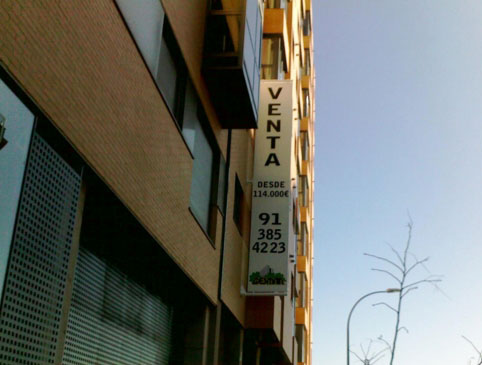 VENTA
DESDE
114.000€
91
385
4223